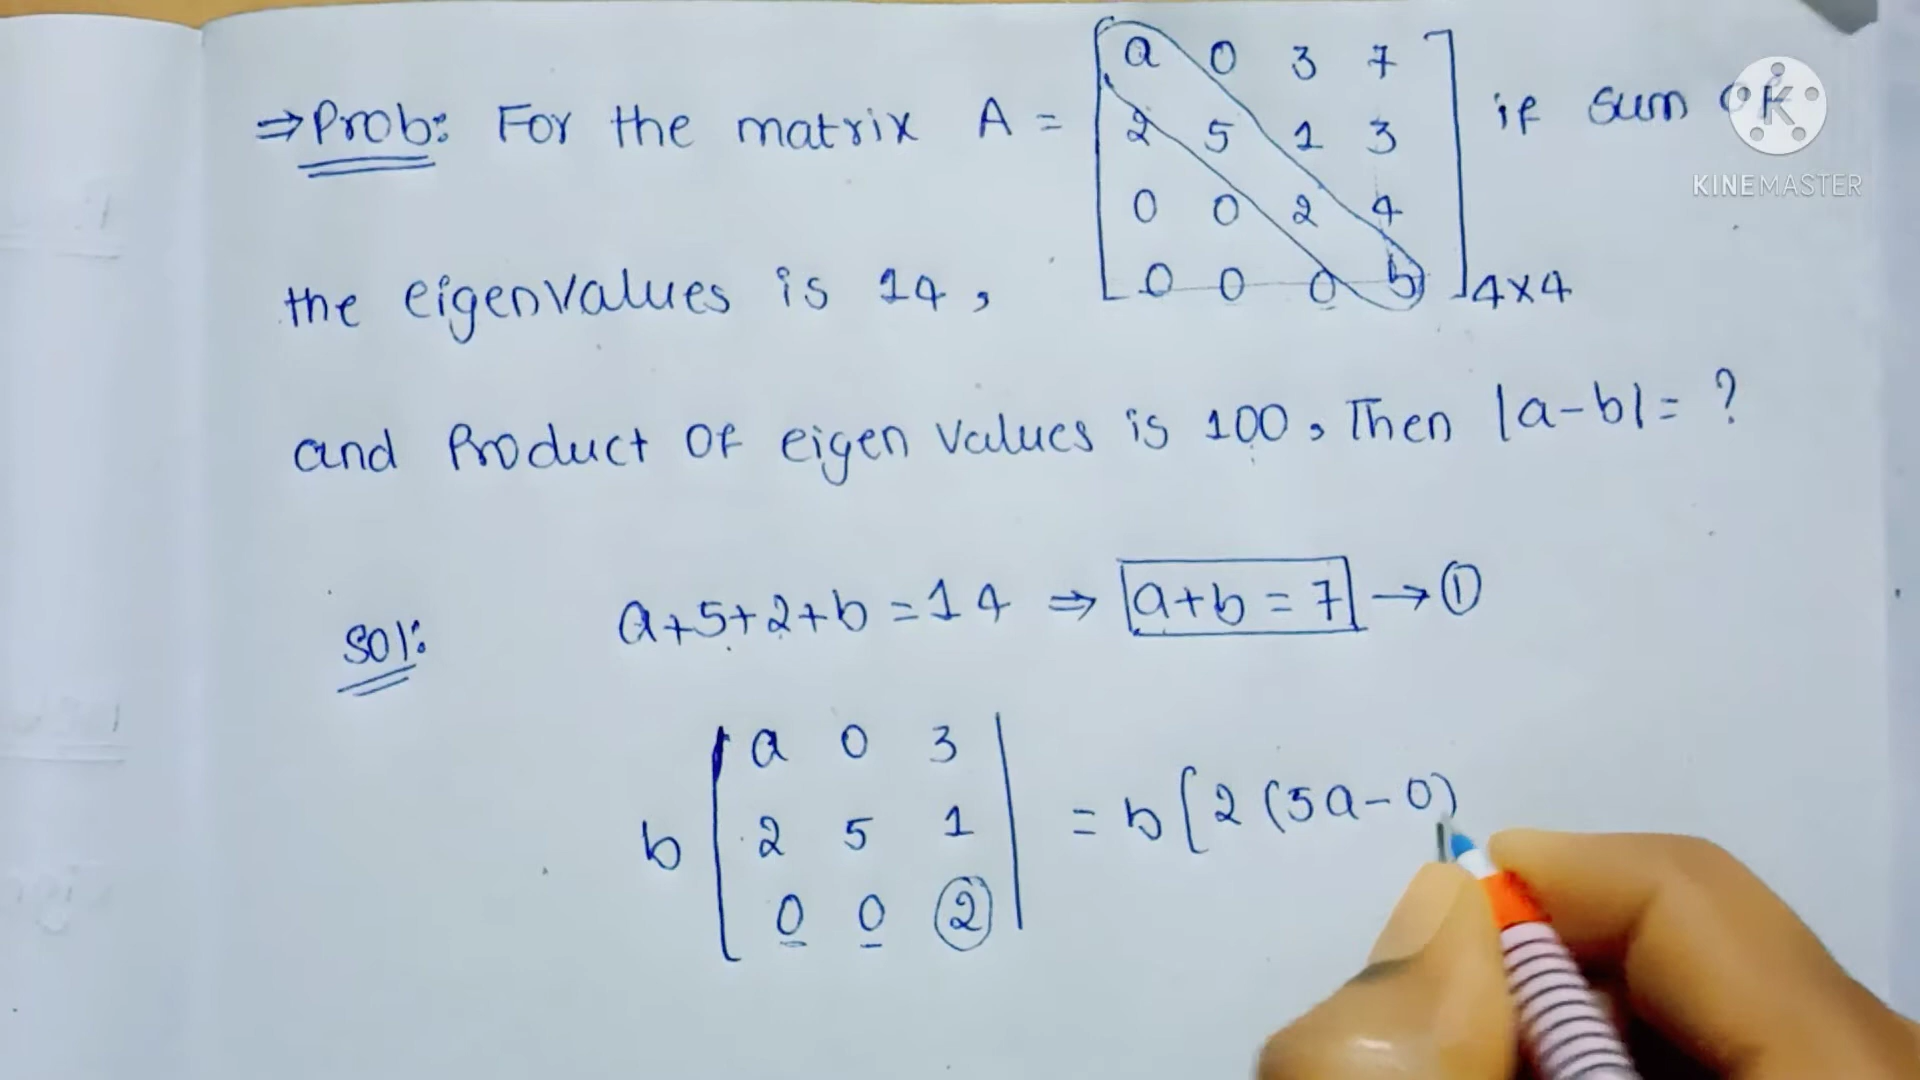 ⇒Prob: For the matrix A = [ a 0 3 7 if sum
2 5 1 3
0 0 2 4
0 0 0 b ]4×4
KINEMASTER
the eigenvalues is 14,
and Product of eigen values is 100, Then |a-b| = ?
Sol: a+5+2+b = 14 ⇒ a+b = 7 → ①
b | a 0 3 |
2 5 1 = b[2(5a-0)
0 0 2